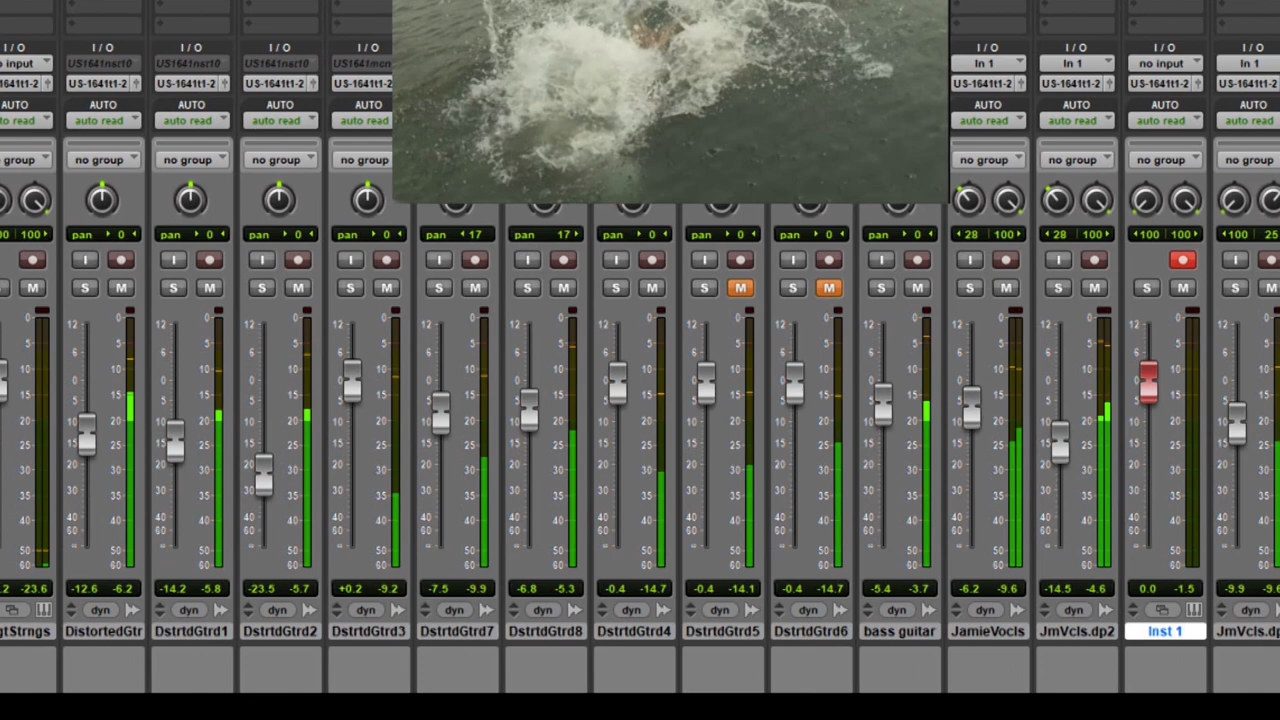 I / O I / O I / O I / O I / O I / O I / O I / O I / O
o input US1641nst10 US1641nst10 US1641nst10 US1641mcn In 1 In 1 no input In 1
1641t1-2 US-1641t1-2 US-1641t1-2 US-1641t1-2 US-1641t1-2 US-1641t1-2 US-1641t1-2
AUTO AUTO AUTO AUTO AUTO AUTO AUTO AUTO AUTO
auto read auto read auto read auto read auto read auto read auto read auto read auto read
group no group no group no group no group no group no group no group no group
100 pan 0 pan 0 pan 0 pan 0 pan 17 pan 17 pan 0 pan 0 pan 0 pan 0 28 100 28 100 100 100 100 25
I I I I I I I I I I I I I
M S M S M S M S M S M S M S M S M S M S M S M S M S M S M
-23.6 -12.6 -6.2 -14.2 -5.8 -23.5 -5.7 +0.2 -9.2 -7.5 -9.9 -6.8 -5.3 -0.4 -14.7 -0.4 -14.1 -0.4 -14.7 -5.4 -3.7 -6.2 -9.6 -14.5 -4.6 0.0 -1.5 -9.9
dyn dyn dyn dyn dyn dyn dyn dyn dyn dyn dyn dyn dyn
gtStrngs DistortedGtr DstrtdGtrd1 DstrtdGtrd2 DstrtdGtrd3 DstrtdGtrd7 DstrtdGtrd8 DstrtdGtrd4 DstrtdGtrd5 DstrtdGtrd6 bass guitar JamieVocls JmVcls.dp2 Inst 1 JmVcls.dp